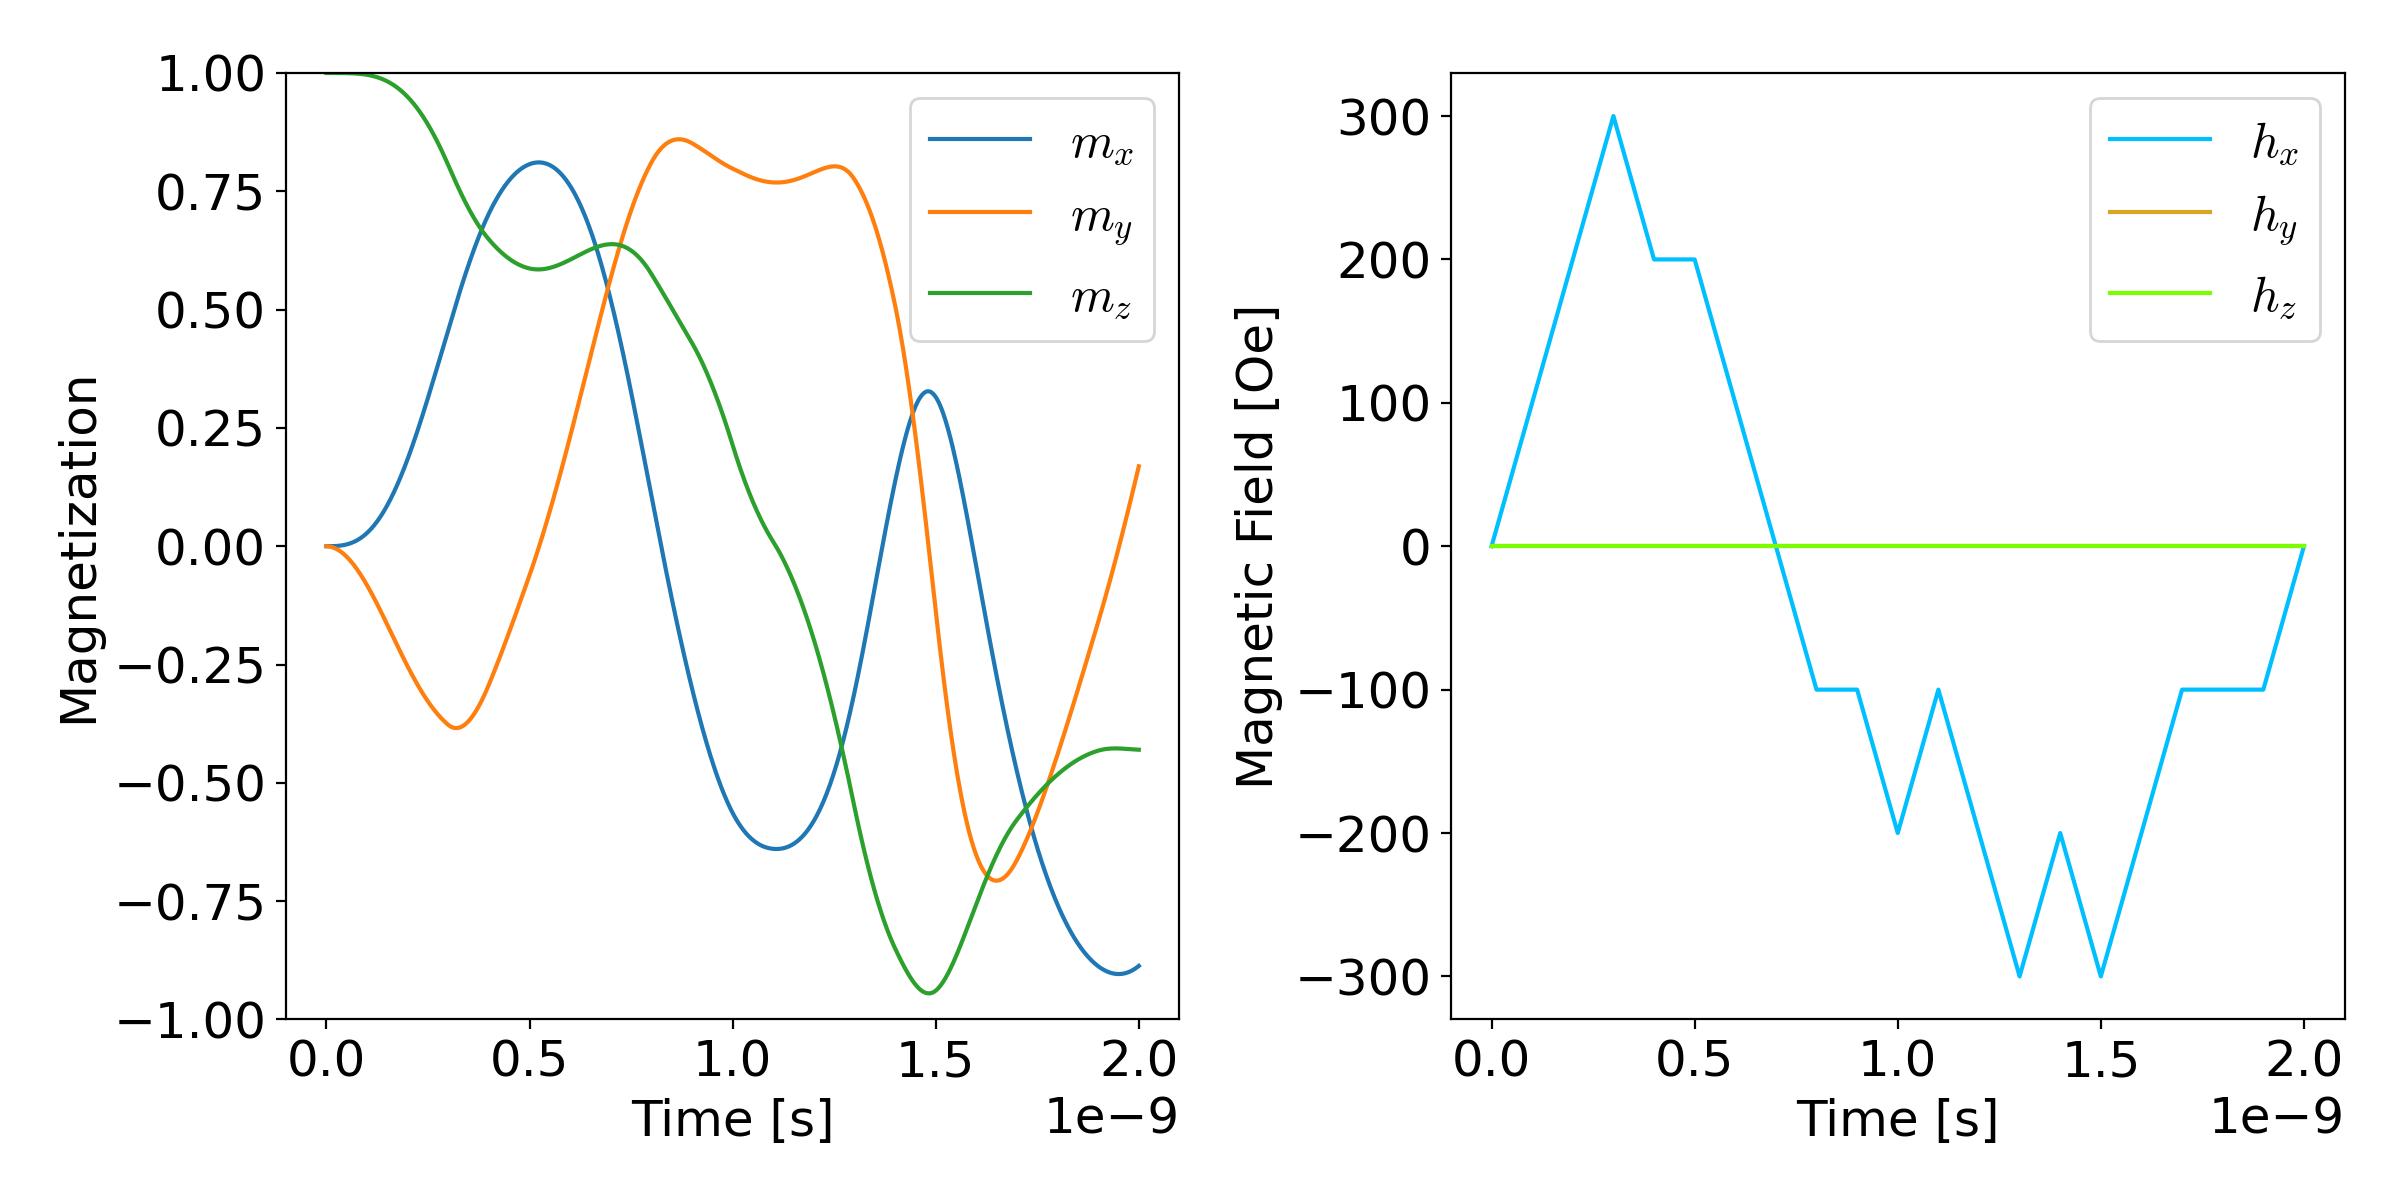 Magnetization
1.00
0.75
0.50
0.25
0.00
−0.25
−0.50
−0.75
−1.00
0.0 0.5 1.0 1.5 2.0
Time [s]
1e−9
m_x
m_y
m_z
Magnetic Field [Oe]
300
200
100
0
−100
−200
−300
0.0 0.5 1.0 1.5 2.0
Time [s]
1e−9
h_x
h_y
h_z